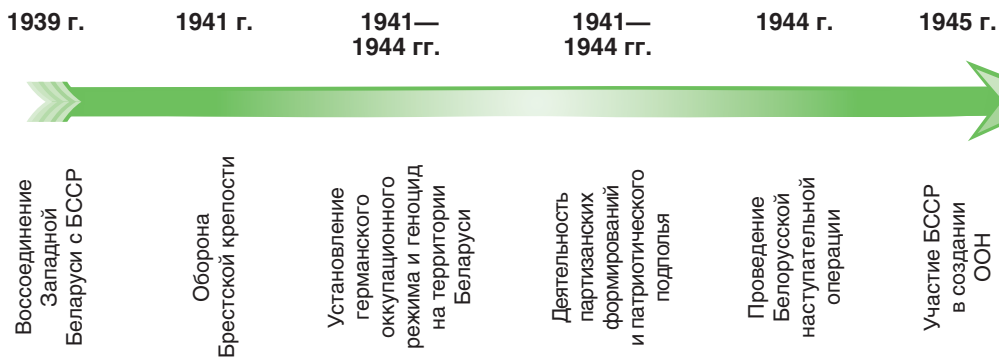 1939 г.
1941 г.
1941—
1944 гг.
1941—
1944 гг.
1944 г.
1945 г.
Воссоединение
Западной
Беларуси с БССР
Оборона
Брестской крепости
Установление
германского
оккупационного
режима и геноцид
на территории
Беларуси
Деятельность
партизанских
формирований
и патриотического
подполья
Проведение
Белорусской
наступательной
операции
Участие БССР
в создании
ООН